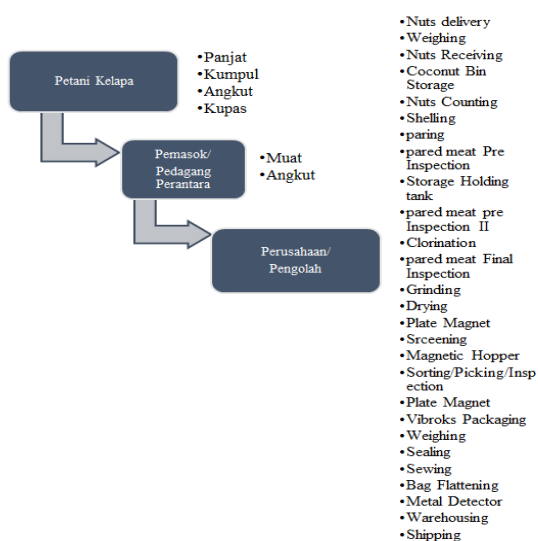 Petani Kelapa
•Panjat
•Kumpul
•Angkut
•Kupas
Pemasok/
Pedagang
Perantara
•Muat
•Angkut
Perusahaan/
Pengolah
•Nuts delivery
•Weighing
•Nuts Receiving
•Coconut Bin
Storage
•Nuts Counting
•Shelling
•paring
•pared meat Pre
Inspection
•Storage Holding
tank
•pared meat pre
Inspection II
•Clorination
•pared meat Final
Inspection
•Grinding
•Drying
•Plate Magnet
•Srceening
•Magnetic Hopper
•Sorting/Picking/Insp
ection
•Plate Magnet
•Vibroks Packaging
•Weighing
•Sealing
•Sewing
•Bag Flattening
•Metal Detector
•Warehousing
•Shipping